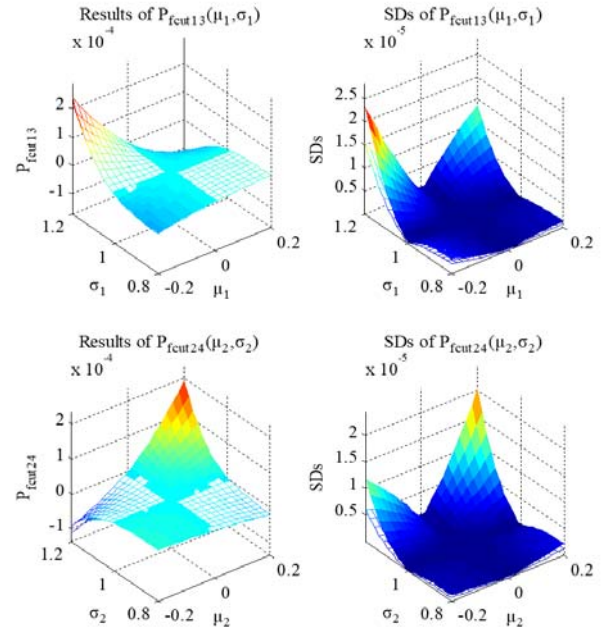 Results of P_fcut13(μ₁,σ₁)
x 10⁻⁴
2
1
0
-1
P_fcut13
1.2
1
0.8
σ₁
-0.2
0
0.2
μ₁
SDs of P_fcut13(μ₁,σ₁)
x 10⁻⁵
2.5
2
1.5
1
0.5
SDs
1.2
1
0.8
σ₁
-0.2
0
0.2
μ₁
Results of P_fcut24(μ₂,σ₂)
x 10⁻⁴
2
1
0
-1
P_fcut24
1.2
1
0.8
σ₂
-0.2
0
0.2
μ₂
SDs of P_fcut24(μ₂,σ₂)
x 10⁻⁵
2
1.5
1
0.5
SDs
1.2
1
0.8
σ₂
-0.2
0
0.2
μ₂